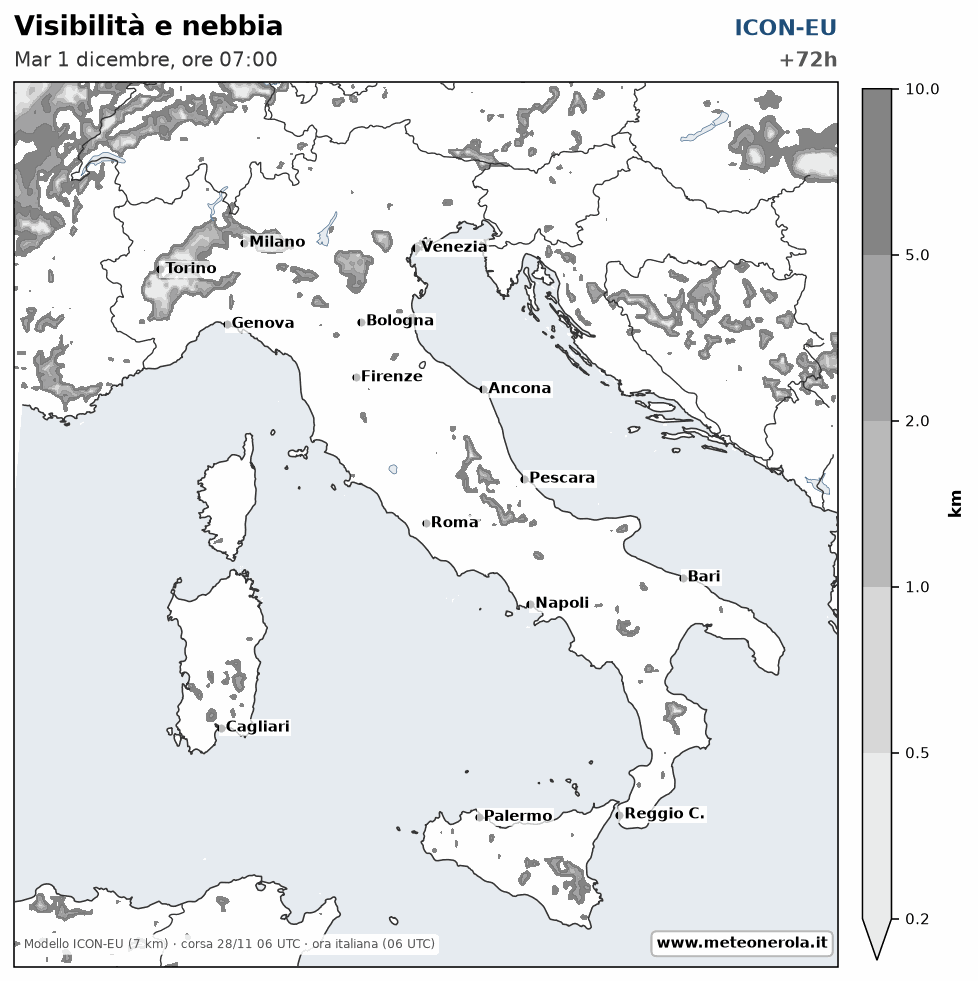 Visibilità e nebbia
ICON-EU
Mar 1 dicembre, ore 07:00
+72h
10.0
5.0
2.0
1.0
0.5
0.2
km
Milano
Venezia
Torino
Genova
Bologna
Firenze
Ancona
Pescara
Roma
Bari
Napoli
Cagliari
Palermo
Reggio C.
Modello ICON-EU (7 km) · corsa 28/11 06 UTC · ora italiana (06 UTC)
www.meteonerola.it